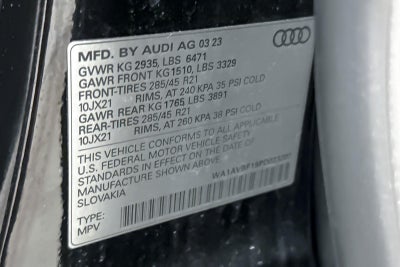 MFD. BY AUDI AG 03 23
GVWR KG 2935, LBS 6471
GAWR FRONT KG1510, LBS 3329
FRONT-TIRES 285/45 R21
10JX21 RIMS, AT 240 KPA 35 PSI COLD
GAWR REAR KG 1765, LBS 3891
REAR-TIRES 285/45 R21
10JX21 RIMS, AT 260 KPA 38 PSI COLD
THIS VEHICLE CONFORMS TO ALL APPLICABLE
U.S. FEDERAL MOTOR VEHICLE SAFETY
STANDARDS IN EFFECT ON THE DATE OF
MANUFACTURE SHOWN ABOVE.
SLOVAKIA
TYPE:
MPV